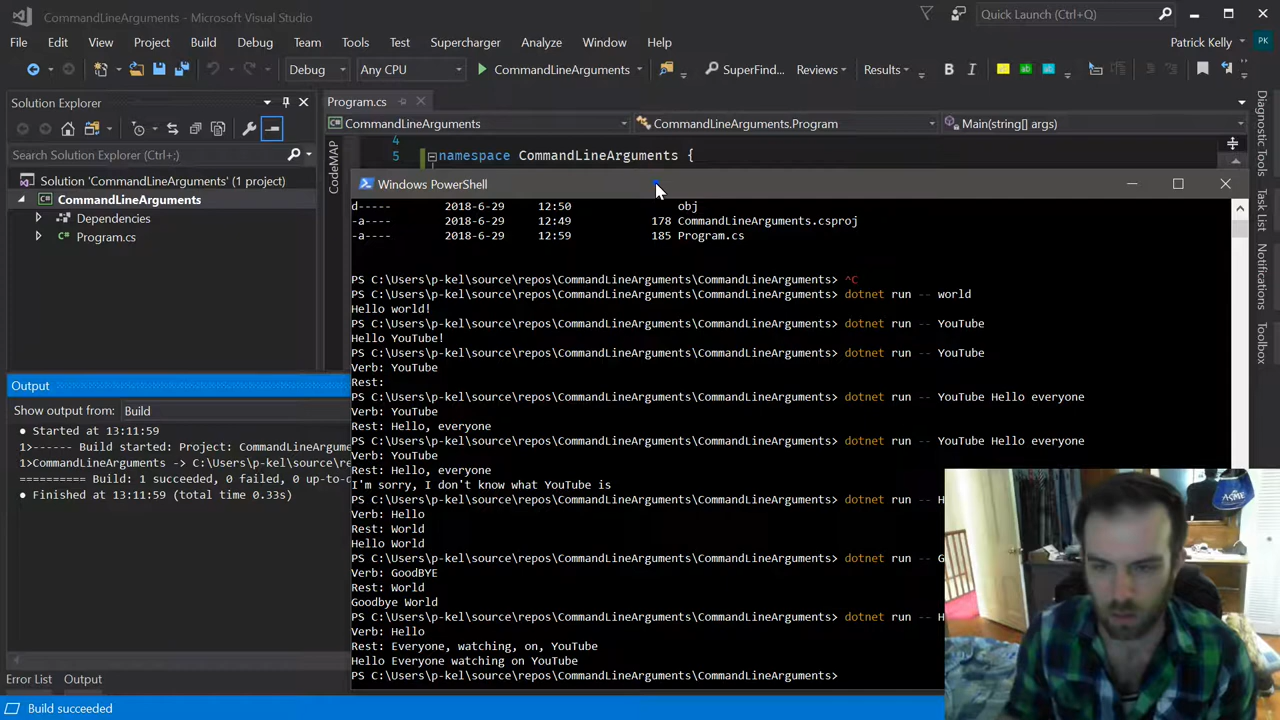 CommandLineArguments - Microsoft Visual Studio
Quick Launch (Ctrl+Q)
File Edit View Project Build Debug Team Tools Test Supercharger Analyze Window Help
Patrick Kelly PK
Debug Any CPU CommandLineArguments SuperFind... Reviews Results B I
Solution Explorer
Search Solution Explorer (Ctrl+;)
Solution 'CommandLineArguments' (1 project)
CommandLineArguments
Dependencies
Program.cs
Program.cs
CommandLineArguments CommandLineArguments.Program Main(string[] args)
CodeMAP
4
5 namespace CommandLineArguments {
Windows PowerShell
d----- 2018-6-29 12:50 obj
-a---- 2018-6-29 12:49 178 CommandLineArguments.csproj
-a---- 2018-6-29 12:59 185 Program.cs
PS C:\Users\p-kel\source\repos\CommandLineArguments\CommandLineArguments> ^C
PS C:\Users\p-kel\source\repos\CommandLineArguments\CommandLineArguments> dotnet run -- world
Hello world!
PS C:\Users\p-kel\source\repos\CommandLineArguments\CommandLineArguments> dotnet run -- YouTube
Hello YouTube!
PS C:\Users\p-kel\source\repos\CommandLineArguments\CommandLineArguments> dotnet run -- YouTube
Verb: YouTube
Rest:
PS C:\Users\p-kel\source\repos\CommandLineArguments\CommandLineArguments> dotnet run -- YouTube Hello everyone
Verb: YouTube
Rest: Hello, everyone
PS C:\Users\p-kel\source\repos\CommandLineArguments\CommandLineArguments> dotnet run -- YouTube Hello everyone
Verb: YouTube
Rest: Hello, everyone
I'm sorry, I don't know what YouTube is
PS C:\Users\p-kel\source\repos\CommandLineArguments\CommandLineArguments> dotnet run -- H
Verb: Hello
Rest: World
Hello World
PS C:\Users\p-kel\source\repos\CommandLineArguments\CommandLineArguments> dotnet run -- G
Verb: GoodBYE
Rest: World
Goodbye World
PS C:\Users\p-kel\source\repos\CommandLineArguments\CommandLineArguments> dotnet run -- H
Verb: Hello
Rest: Everyone, watching, on, YouTube
Hello Everyone watching on YouTube
PS C:\Users\p-kel\source\repos\CommandLineArguments\CommandLineArguments>
Output
Show output from: Build
Started at 13:11:59
1>------ Build started: Project: CommandLineArgume
1>CommandLineArguments -> C:\Users\p-kel\source\re
========== Build: 1 succeeded, 0 failed, 0 up-to-d
Finished at 13:11:59 (total time 0.33s)
Error List Output
Build succeeded
Diagnostic Tools
Task List
Notifications
Toolbox
ACME